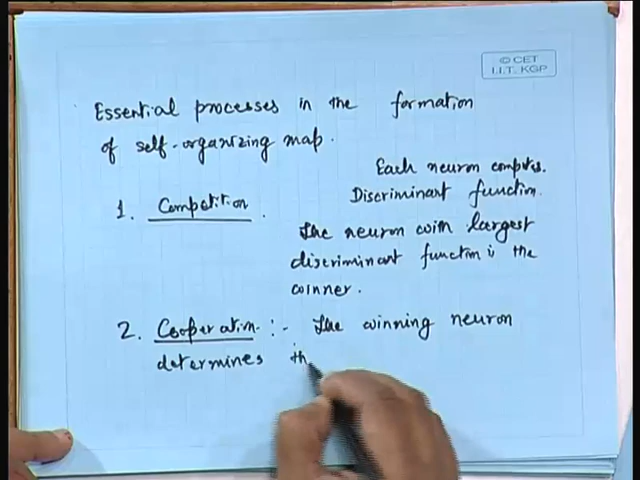 © CET
I.I.T. KGP
Essential processes in the formation
of self-organizing map.
Each neuron computes.
Discriminant function.
1. Competition.
The neuron with largest
discriminant function is the
winner.
2. Cooperation :- The winning neuron
determines th